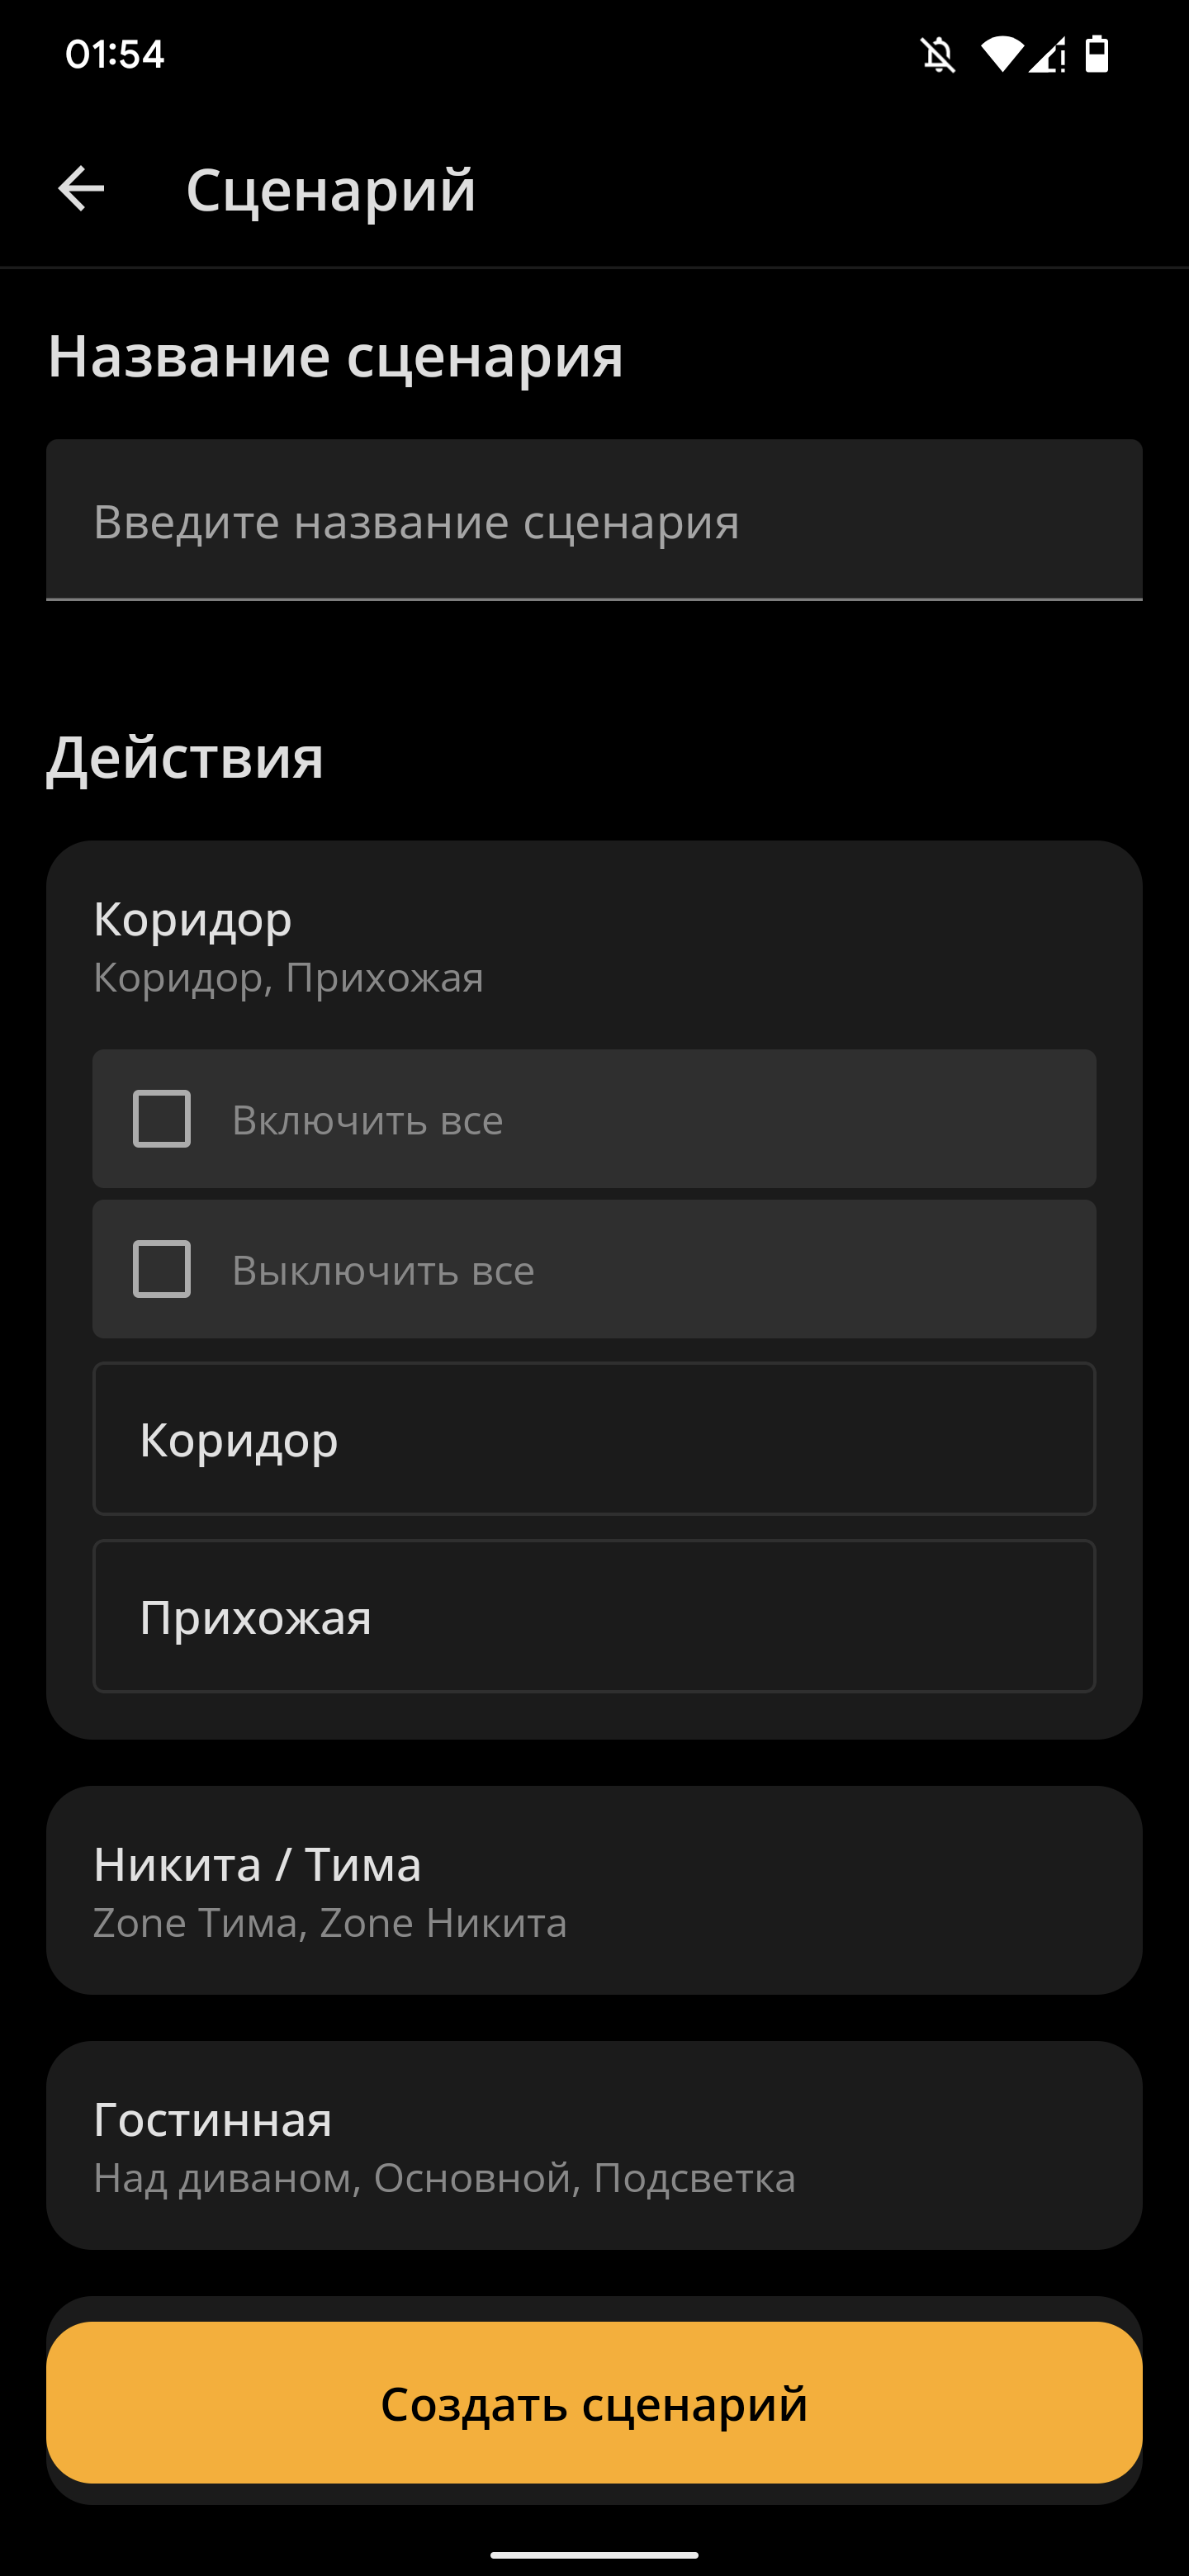 01:54
Сценарий
Название сценария
Введите название сценария
Действия
Коридор
Коридор, Прихожая
Включить все
Выключить все
Коридор
Прихожая
Никита / Тима
Zone Тима, Zone Никита
Гостинная
Над диваном, Основной, Подсветка
Создать сценарий